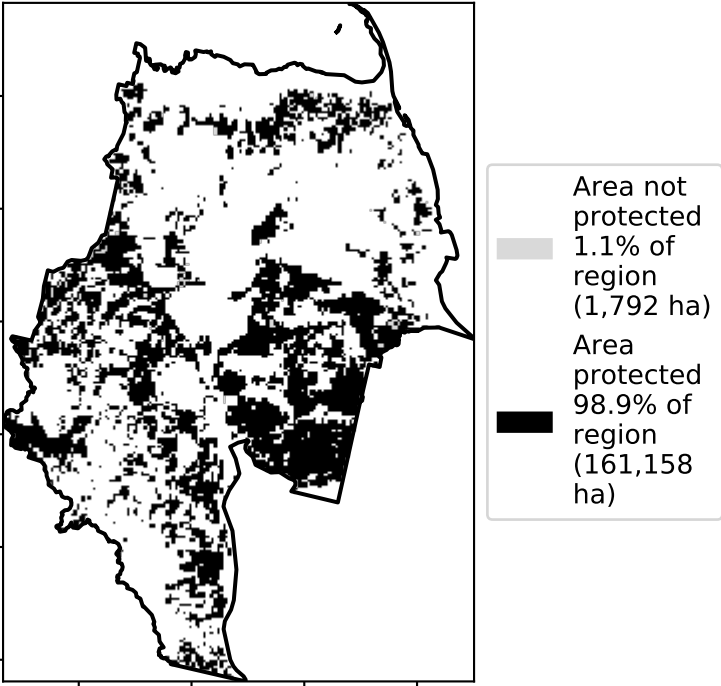 Area not
protected
1.1% of
region
(1,792 ha)
Area
protected
98.9% of
region
(161,158
ha)